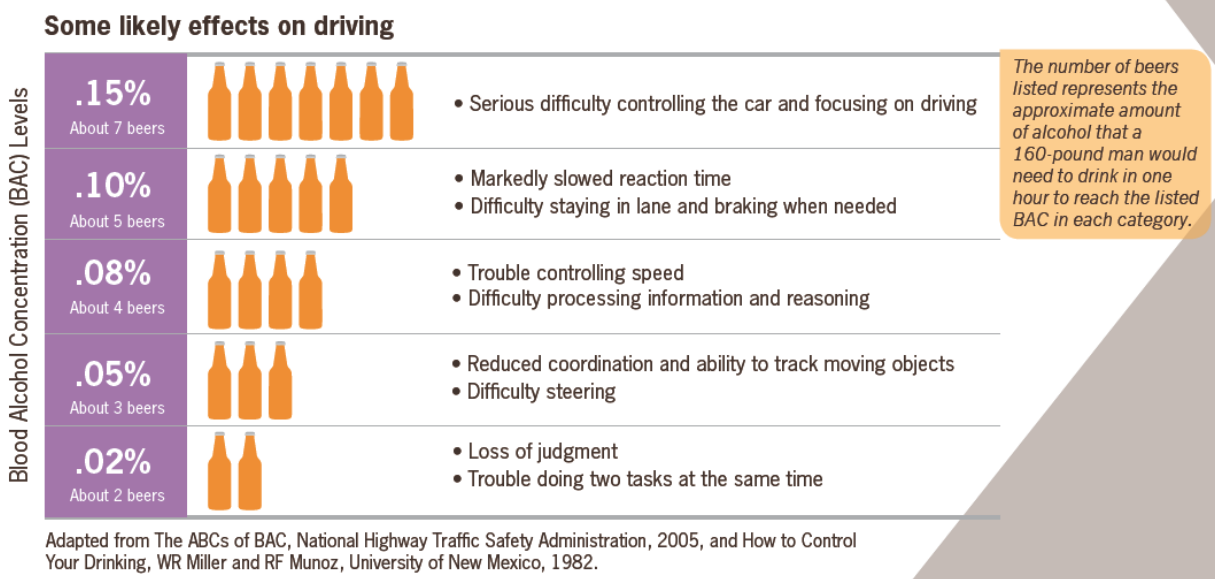 Some likely effects on driving
Blood Alcohol Concentration (BAC) Levels
.15%
About 7 beers
• Serious difficulty controlling the car and focusing on driving
.10%
About 5 beers
• Markedly slowed reaction time
• Difficulty staying in lane and braking when needed
.08%
About 4 beers
• Trouble controlling speed
• Difficulty processing information and reasoning
.05%
About 3 beers
• Reduced coordination and ability to track moving objects
• Difficulty steering
.02%
About 2 beers
• Loss of judgment
• Trouble doing two tasks at the same time
The number of beers
listed represents the
approximate amount
of alcohol that a
160-pound man would
need to drink in one
hour to reach the listed
BAC in each category.
Adapted from The ABCs of BAC, National Highway Traffic Safety Administration, 2005, and How to Control
Your Drinking, WR Miller and RF Munoz, University of New Mexico, 1982.